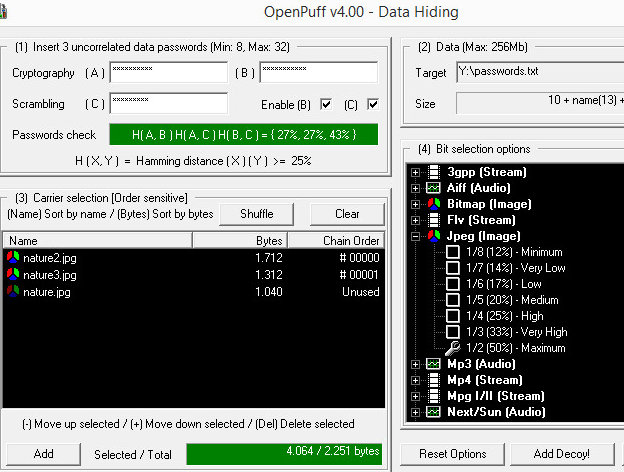 OpenPuff v4.00 - Data Hiding
(1) Insert 3 uncorrelated data passwords (Min: 8, Max: 32)
Cryptography (A) ********** (B) ***********
Scrambling (C) ********* Enable (B) (C)
Passwords check H( A, B ) H( A, C ) H( B, C ) = { 27%, 27%, 43% }
H ( X, Y ) = Hamming distance ( X ) ( Y ) >= 25%
(2) Data (Max: 256Mb)
Target Y:\passwords.txt
Size 10 + name(13) +
(3) Carrier selection [Order sensitive]
(Name) Sort by name / (Bytes) Sort by bytes Shuffle Clear
Name Bytes Chain Order
nature2.jpg 1.712 # 00000
nature3.jpg 1.312 # 00001
nature.jpg 1.040 Unused
(-) Move up selected / (+) Move down selected / (Del) Delete selected
Add Selected / Total 4.064 / 2.251 bytes
(4) Bit selection options
3gpp (Stream)
Aiff (Audio)
Bitmap (Image)
Flv (Stream)
Jpeg (Image)
1/8 (12%) - Minimum
1/7 (14%) - Very Low
1/6 (17%) - Low
1/5 (20%) - Medium
1/4 (25%) - High
1/3 (33%) - Very High
1/2 (50%) - Maximum
Mp3 (Audio)
Mp4 (Stream)
Mpg I/II (Stream)
Next/Sun (Audio)
Reset Options Add Decoy!